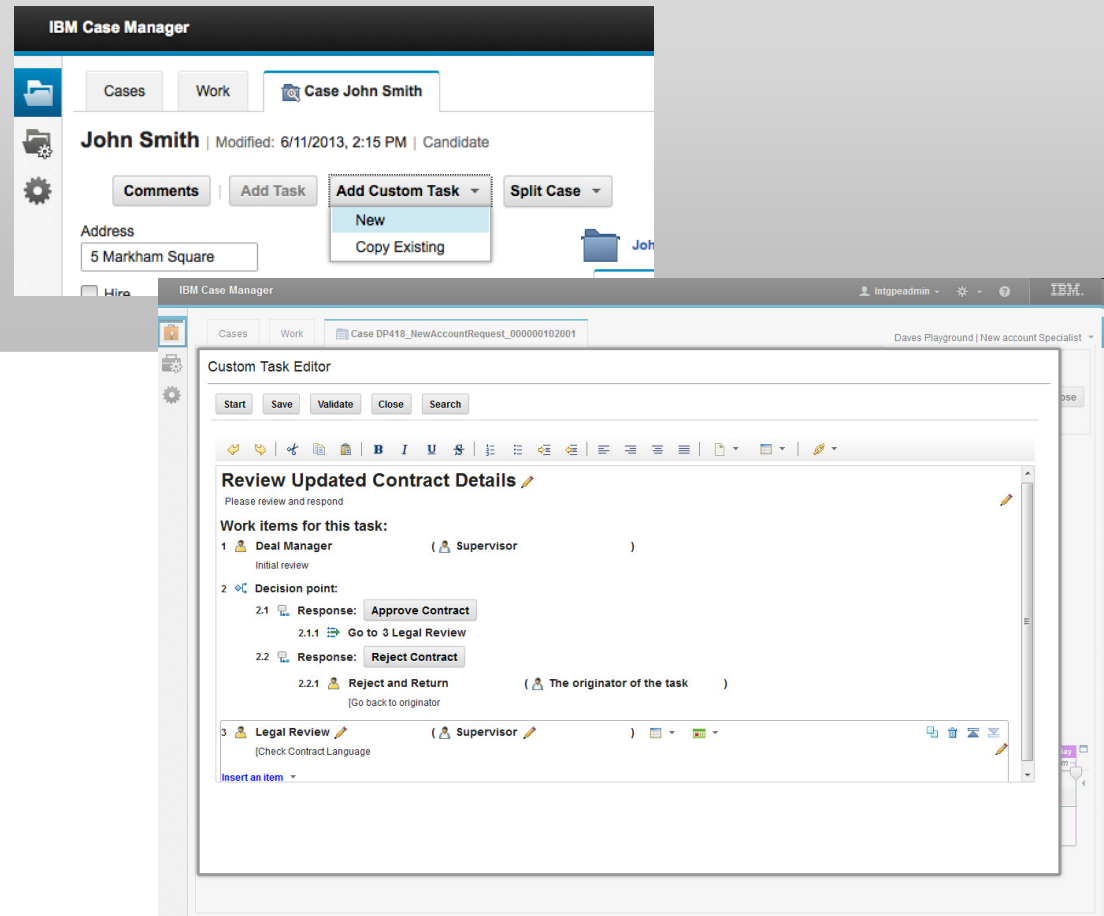 IBM Case Manager
Cases Work Case John Smith
John Smith | Modified: 6/11/2013, 2:15 PM | Candidate
Comments | Add Task Add Custom Task Split Case
New
Copy Existing
Address
5 Markham Square
Joh
Hire
IBM Case Manager
Intgpeadmin
IBM.
Cases Work Case DP418_NewAccountRequest_000000102001
Daves Playground | New account Specialist
Custom Task Editor
Start Save Validate Close Search
ose
B I U S
Review Updated Contract Details
Please review and respond
Work items for this task:
1 Deal Manager ( Supervisor )
Initial review
2 Decision point:
2.1 Response: Approve Contract
2.1.1 Go to 3 Legal Review
2.2 Response: Reject Contract
2.2.1 Reject and Return ( The originator of the task )
[Go back to originator
3 Legal Review ( Supervisor )
[Check Contract Language
Insert an item
lay
m